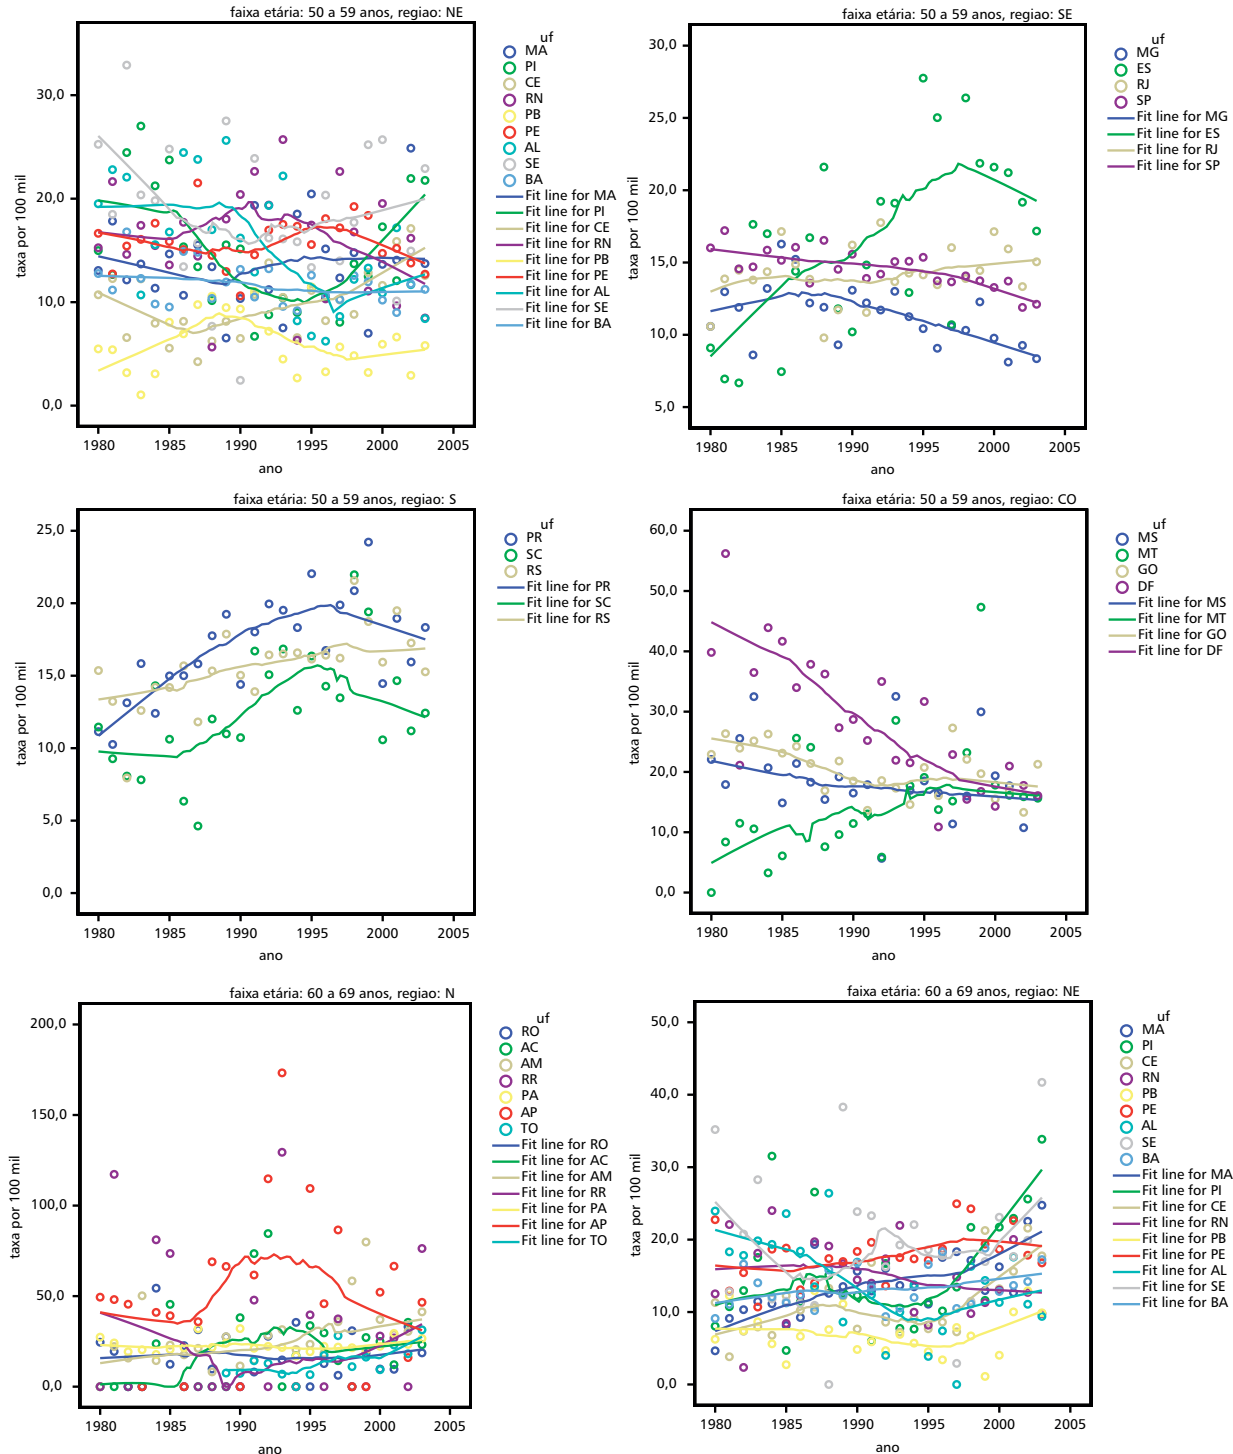 faixa etária: 50 a 59 anos, regiao: NE
taxa por 100 mil
30,0
20,0
10,0
0,0
1980 1985 1990 1995 2000 2005
ano
uf
MA
PI
CE
RN
PB
PE
AL
SE
BA
Fit line for MA
Fit line for PI
Fit line for CE
Fit line for RN
Fit line for PB
Fit line for PE
Fit line for AL
Fit line for SE
Fit line for BA
faixa etária: 50 a 59 anos, regiao: SE
taxa por 100 mil
30,0
25,0
20,0
15,0
10,0
5,0
1980 1985 1990 1995 2000 2005
ano
uf
MG
ES
RJ
SP
Fit line for MG
Fit line for ES
Fit line for RJ
Fit line for SP
faixa etária: 50 a 59 anos, regiao: S
taxa por 100 mil
25,0
20,0
15,0
10,0
5,0
0,0
1980 1985 1990 1995 2000 2005
ano
uf
PR
SC
RS
Fit line for PR
Fit line for SC
Fit line for RS
faixa etária: 50 a 59 anos, regiao: CO
taxa por 100 mil
60,0
50,0
40,0
30,0
20,0
10,0
0,0
1980 1985 1990 1995 2000 2005
ano
uf
MS
MT
GO
DF
Fit line for MS
Fit line for MT
Fit line for GO
Fit line for DF
faixa etária: 60 a 69 anos, regiao: N
taxa por 100 mil
200,0
150,0
100,0
50,0
0,0
1980 1985 1990 1995 2000 2005
ano
uf
RO
AC
AM
RR
PA
AP
TO
Fit line for RO
Fit line for AC
Fit line for AM
Fit line for RR
Fit line for PA
Fit line for AP
Fit line for TO
faixa etária: 60 a 69 anos, regiao: NE
taxa por 100 mil
50,0
40,0
30,0
20,0
10,0
0,0
1980 1985 1990 1995 2000 2005
ano
uf
MA
PI
CE
RN
PB
PE
AL
SE
BA
Fit line for MA
Fit line for PI
Fit line for CE
Fit line for RN
Fit line for PB
Fit line for PE
Fit line for AL
Fit line for SE
Fit line for BA